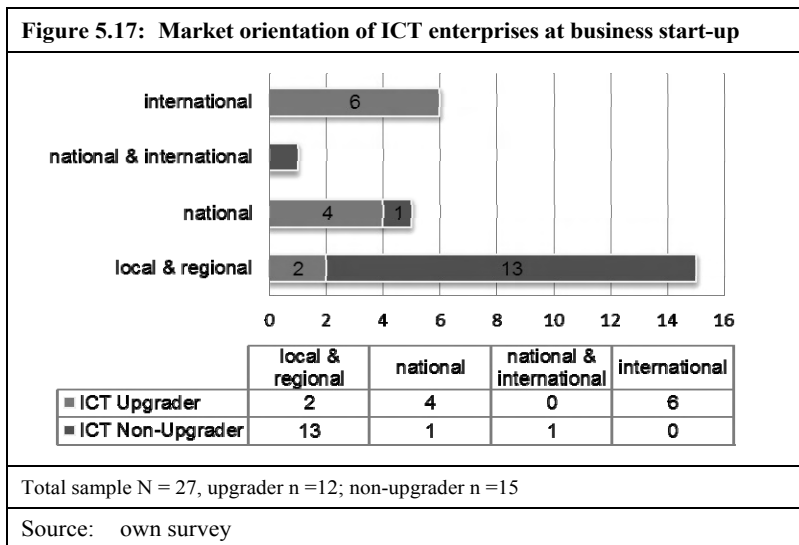 Figure 5.17: Market orientation of ICT enterprises at business start-up
international
6
national & international
national
4 1
local & regional
2 13
0 2 4 6 8 10 12 14 16
local & regional national national & international international
■ ICT Upgrader 2 4 0 6
■ ICT Non-Upgrader 13 1 1 0
Total sample N = 27, upgrader n =12; non-upgrader n =15
Source: own survey